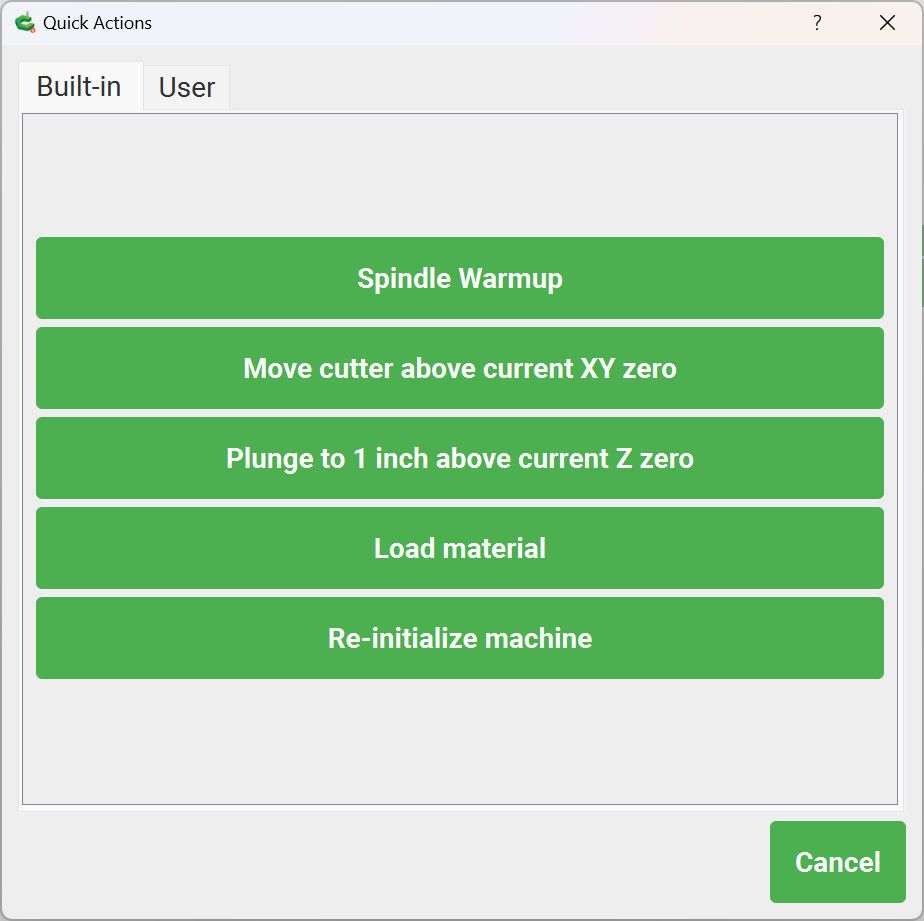 Quick Actions
?
Built-in
User
Spindle Warmup
Move cutter above current XY zero
Plunge to 1 inch above current Z zero
Load material
Re-initialize machine
Cancel